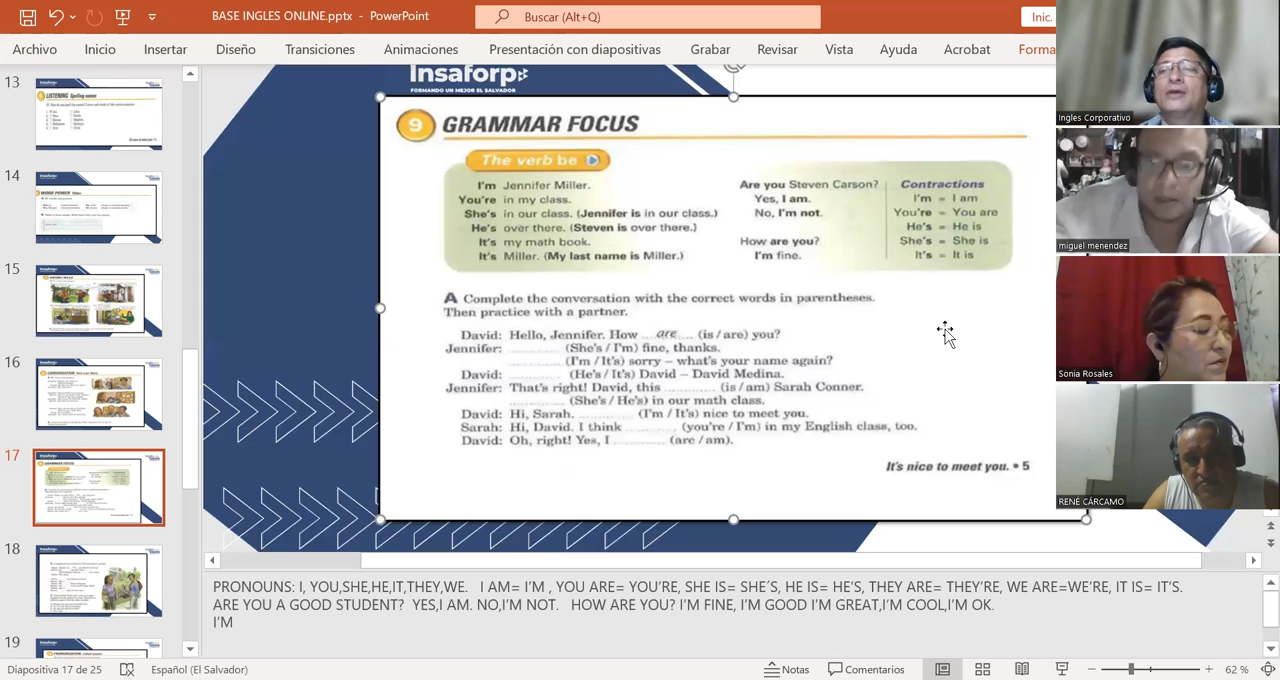 BASE INGLES ONLINE.pptx - PowerPoint
Buscar (Alt+Q)
Inic.
Archivo Inicio Insertar Diseño Transiciones Animaciones Presentación con diapositivas Grabar Revisar Vista Ayuda Acrobat Forma
Ingles Corporativo
miguel menendez
Sonia Rosales
RENÉ CÁRCAMO
13
14
15
16
17
18
19
Insaforp
FORMANDO UN MEJOR EL SALVADOR
9 GRAMMAR FOCUS
The verb be
I'm Jennifer Miller.
You're in my class.
She's in our class. (Jennifer is in our class.)
He's over there. (Steven is over there.)
It's my math book.
It's Miller. (My last name is Miller.)
Are you Steven Carson?
Yes, I am.
No, I'm not.
How are you?
I'm fine.
Contractions
I'm = I am
You're = You are
He's = He is
She's = She is
It's = It is
A Complete the conversation with the correct words in parentheses.
Then practice with a partner.
David: Hello, Jennifer. How are (is / are) you?
Jennifer: (She's / I'm) fine, thanks.
(I'm / It's) sorry – what's your name again?
David: (He's / It's) David – David Medina.
Jennifer: That's right! David, this (is / am) Sarah Conner.
(She's / He's) in our math class.
David: Hi, Sarah. (I'm / It's) nice to meet you.
Sarah: Hi, David. I think (you're / I'm) in my English class, too.
David: Oh, right! Yes, I (are / am).
It's nice to meet you. • 5
PRONOUNS: I, YOU,SHE,HE,IT,THEY,WE. I AM= I'M , YOU ARE= YOU'RE,SHE IS= SHE'S,HE IS= HE'S, THEY ARE= THEY'RE, WE ARE=WE'RE, IT IS= IT'S.
ARE YOU A GOOD STUDENT? YES,I AM. NO,I'M NOT. HOW ARE YOU? I'M FINE, I'M GOOD I'M GREAT,I'M COOL,I'M OK.
I'M
Diapositiva 17 de 25 Español (El Salvador) Notas Comentarios 62 %